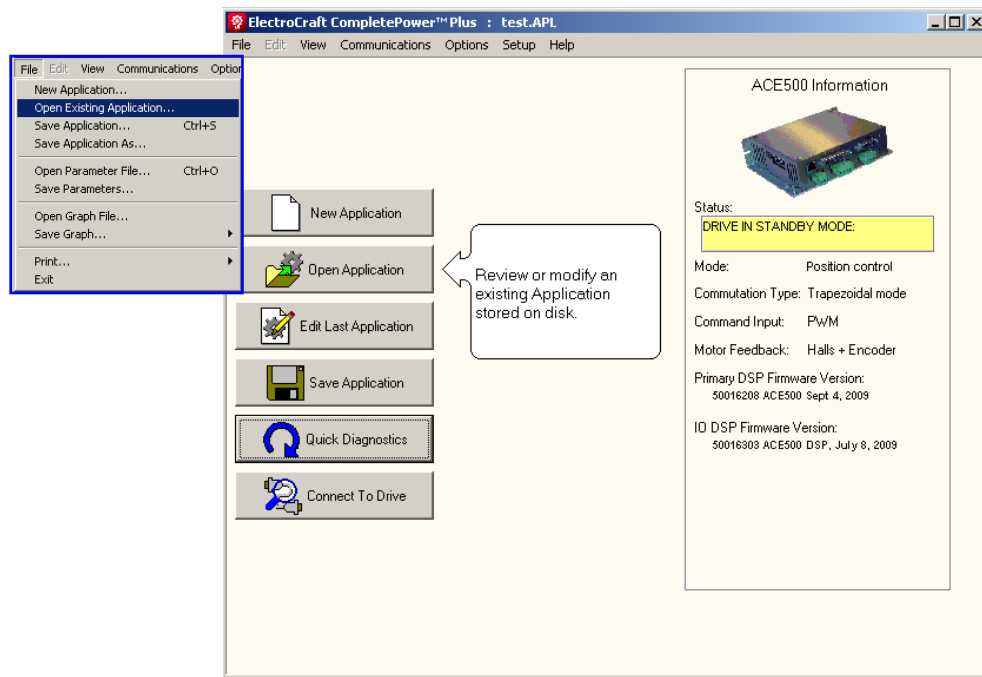 ElectroCraft CompletePower™ Plus : test.APL
File Edit View Communications Options Setup Help
File Edit View Communications Option
New Application...
Open Existing Application...
Save Application... Ctrl+S
Save Application As...
Open Parameter File... Ctrl+O
Save Parameters...
Open Graph File...
Save Graph...
Print...
Exit
New Application
Open Application
Edit Last Application
Save Application
Quick Diagnostics
Connect To Drive
Review or modify an
existing Application
stored on disk.
ACE500 Information
Status:
DRIVE IN STANDBY MODE:
Mode: Position control
Commutation Type: Trapezoidal mode
Command Input: PWM
Motor Feedback: Halls + Encoder
Primary DSP Firmware Version:
50016208 ACE500 Sept 4, 2009
IO DSP Firmware Version:
50016303 ACE500 DSP, July 8, 2009